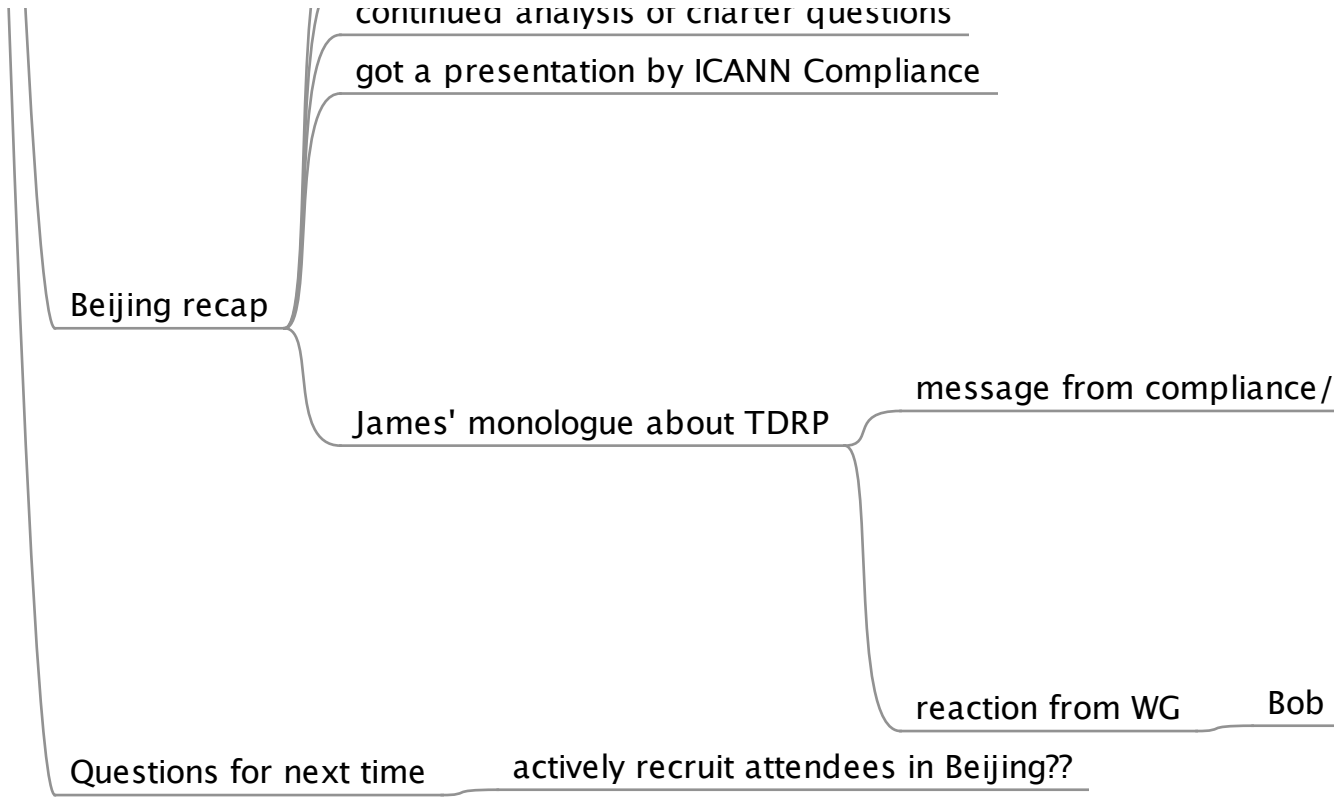 continued analysis of charter questions
got a presentation by ICANN Compliance
Beijing recap
message from compliance/
James' monologue about TDRP
reaction from WG
Bob
Questions for next time
actively recruit attendees in Beijing??